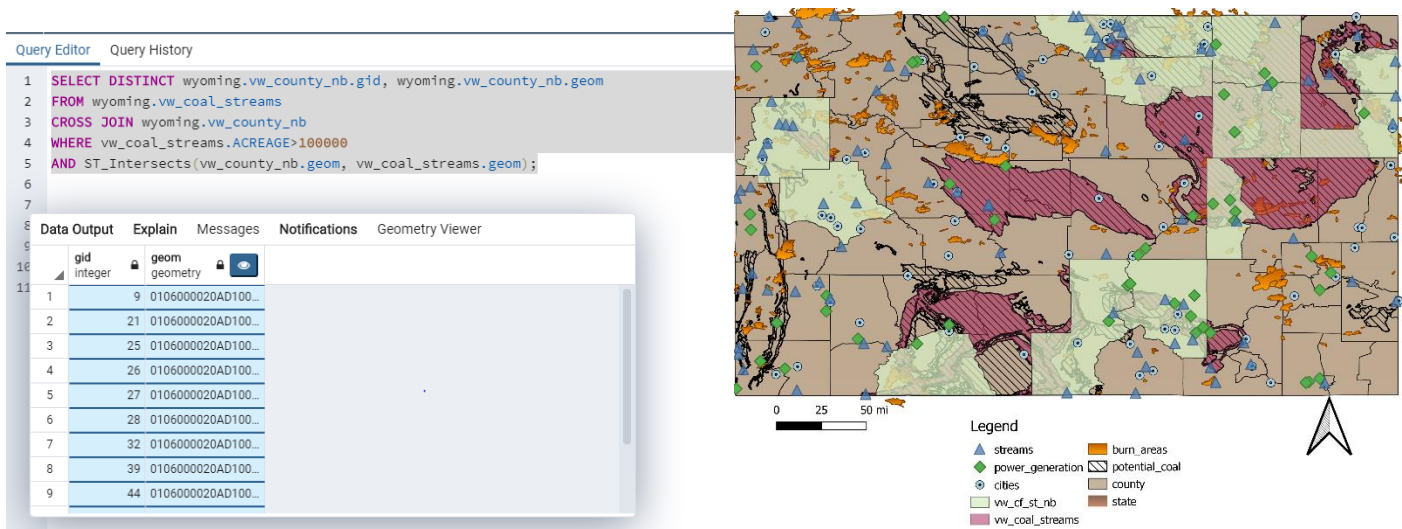 Query Editor Query History
1 SELECT DISTINCT wyoming.vw_county_nb.gid, wyoming.vw_county_nb.geom
2 FROM wyoming.vw_coal_streams
3 CROSS JOIN wyoming.vw_county_nb
4 WHERE vw_coal_streams.ACREAGE>100000
5 AND ST_Intersects(vw_county_nb.geom, vw_coal_streams.geom);
6
7
8
9
10
11
Data Output Explain Messages Notifications Geometry Viewer
gid geom
integer geometry
1 9 0106000020AD100...
2 21 0106000020AD100...
3 25 0106000020AD100...
4 26 0106000020AD100...
5 27 0106000020AD100...
6 28 0106000020AD100...
7 32 0106000020AD100...
8 39 0106000020AD100...
9 44 0106000020AD100...
0 25 50 mi
Legend
streams burn_areas
power_generation potential_coal
cities county
vw_cf_st_nb state
vw_coal_streams